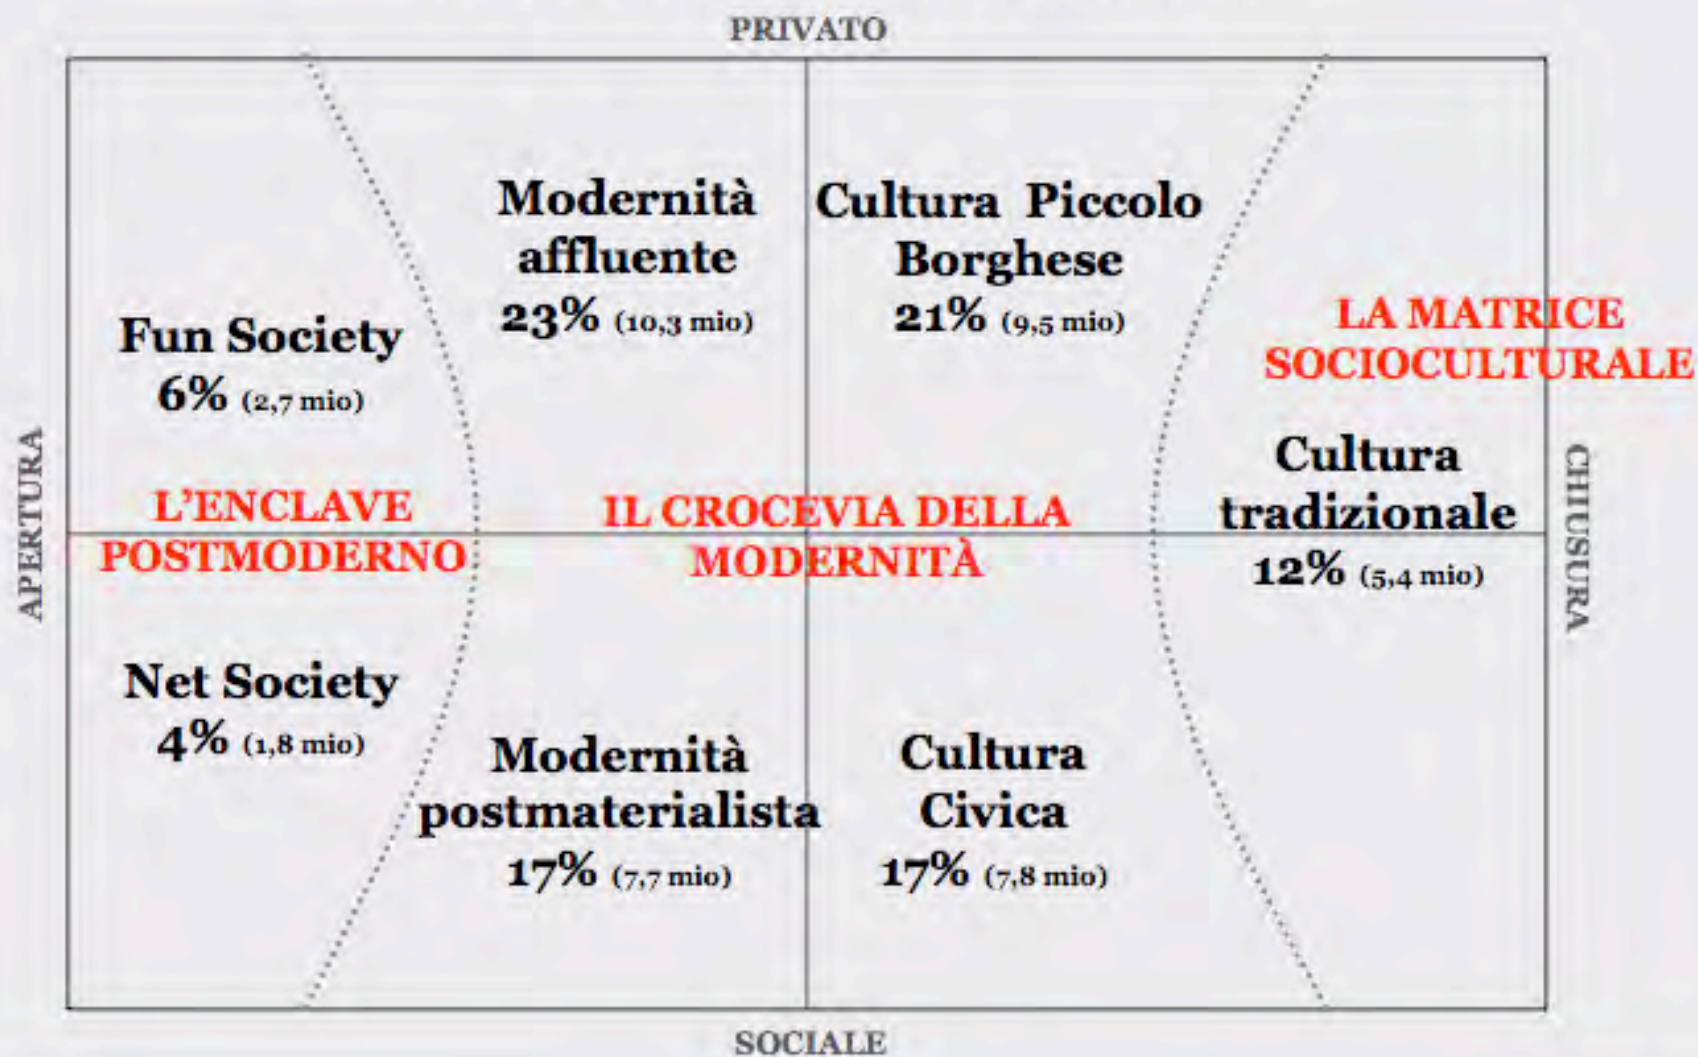 PRIVATO
Modernità
affluente
23% (10,3 mio)
Cultura Piccolo
Borghese
21% (9,5 mio)
Fun Society
6% (2,7 mio)
LA MATRICE
SOCIOCULTURALE
APERTURA
L'ENCLAVE
POSTMODERNO
IL CROCEVIA DELLA
MODERNITÀ
Cultura
tradizionale
12% (5,4 mio)
CHIUSURA
Net Society
4% (1,8 mio)
Modernità
postmaterialista
17% (7,7 mio)
Cultura
Civica
17% (7,8 mio)
SOCIALE